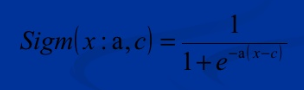 Sigm(x : a, c) = 1 / (1 + e^{-a(x-c)})